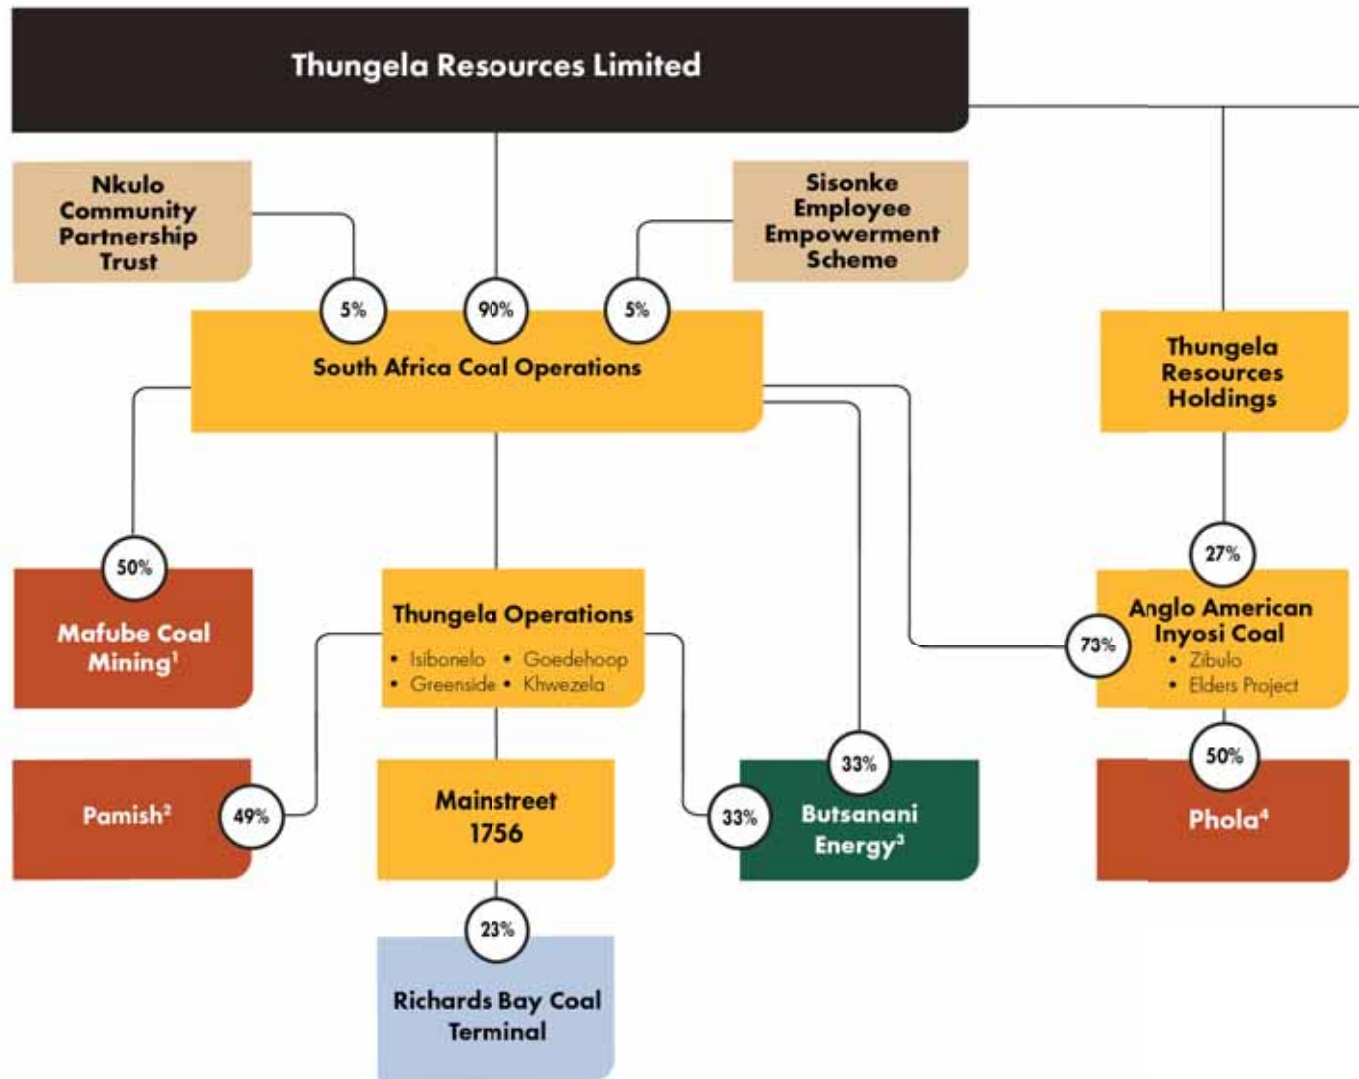 Thungela Resources Limited
Nkulo
Community
Partnership
Trust
Sisonke
Employee
Empowerment
Scheme
5%
90%
5%
South Africa Coal Operations
Thungela
Resources
Holdings
50%
Mafube Coal
Mining¹
Thungela Operations
• Isibonelo • Goedehoop
• Greenside • Khwezela
27%
73%
Anglo American
Inyosi Coal
• Zibulo
• Elders Project
Pamish²
49%
Mainstreet
1756
33%
33%
Butsanani
Energy³
50%
Phola⁴
23%
Richards Bay Coal
Terminal